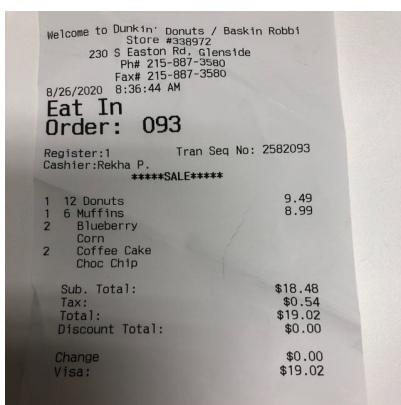 Welcome to Dunkin' Donuts / Baskin Robbi
Store #338972
230 S Easton Rd, Glenside
Ph# 215-887-3580
Fax# 215-887-3580
8/26/2020 8:36:44 AM
Eat In
Order: 093
Register:1 Tran Seq No: 2582093
Cashier:Rekha P.
*****SALE*****
1 12 Donuts 9.49
1 6 Muffins 8.99
2 Blueberry
Corn
2 Coffee Cake
Choc Chip
Sub. Total: $18.48
Tax: $0.54
Total: $19.02
Discount Total: $0.00
Change $0.00
Visa: $19.02